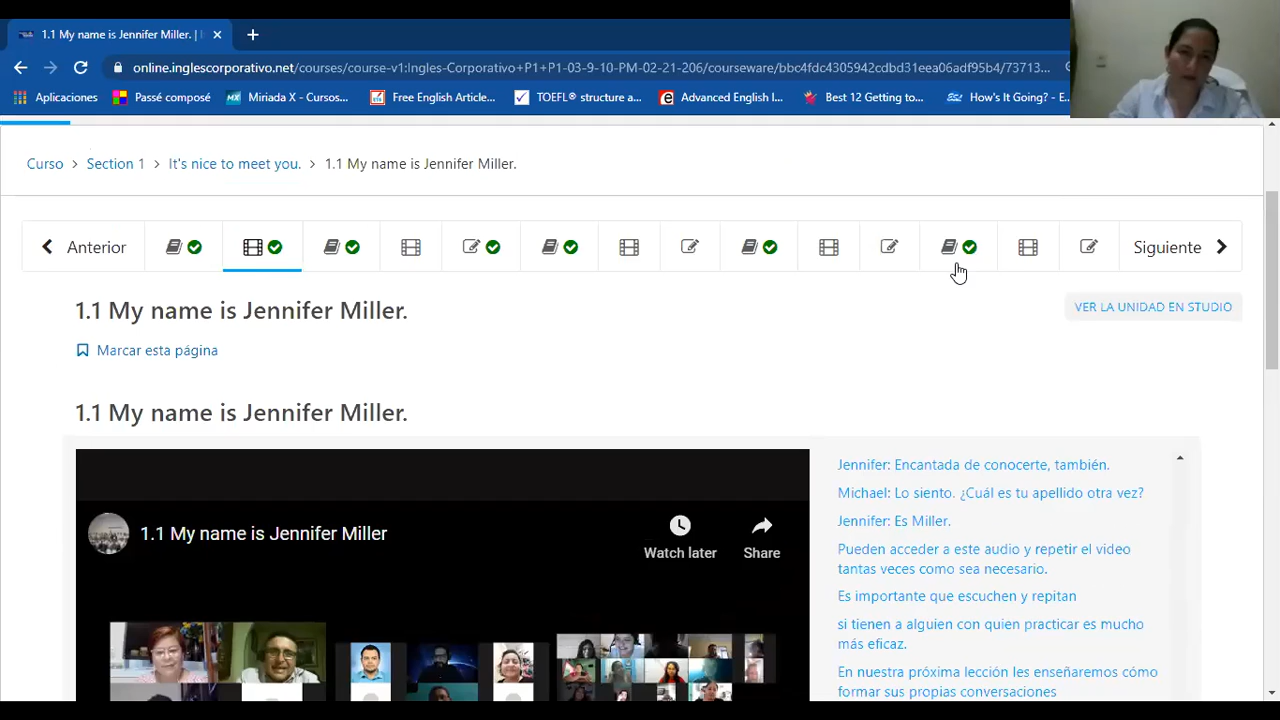 1.1 My name is Jennifer Miller. |
online.inglescorporativo.net/courses/course-v1:Ingles-Corporativo+P1+P1-03-9-10-PM-02-21-206/courseware/bbc4fdc4305942cdbd31eea06adf95b4/73713...
Aplicaciones
Passé composé
Miriada X - Cursos...
Free English Article...
TOEFL® structure a...
Advanced English l...
Best 12 Getting to...
How's It Going? - E...
Curso > Section 1 > It's nice to meet you. > 1.1 My name is Jennifer Miller.
Anterior
Siguiente
1.1 My name is Jennifer Miller.
VER LA UNIDAD EN STUDIO
Marcar esta página
1.1 My name is Jennifer Miller.
1.1 My name is Jennifer Miller
Watch later
Share
Jennifer: Encantada de conocerte, también.
Michael: Lo siento. ¿Cuál es tu apellido otra vez?
Jennifer: Es Miller.
Pueden acceder a este audio y repetir el video
tantas veces como sea necesario.
Es importante que escuchen y repitan
si tienen a alguien con quien practicar es mucho
más eficaz.
En nuestra próxima lección les enseñaremos cómo
formar sus propias conversaciones